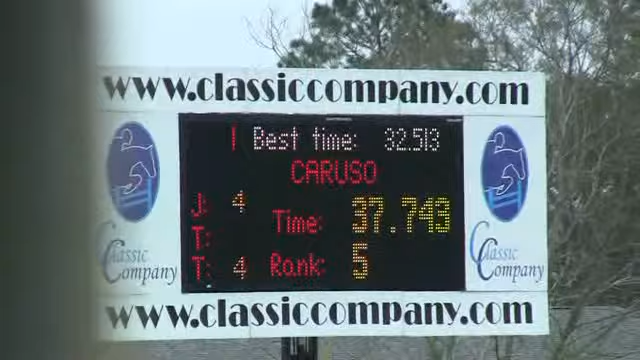 www.classiccompany.com
1 Best time: 32.513
CARUSO
J: 4
Time: 37.743
T:
T: 4 Rank: 5
Classic Company
Classic Company
www.classiccompany.com